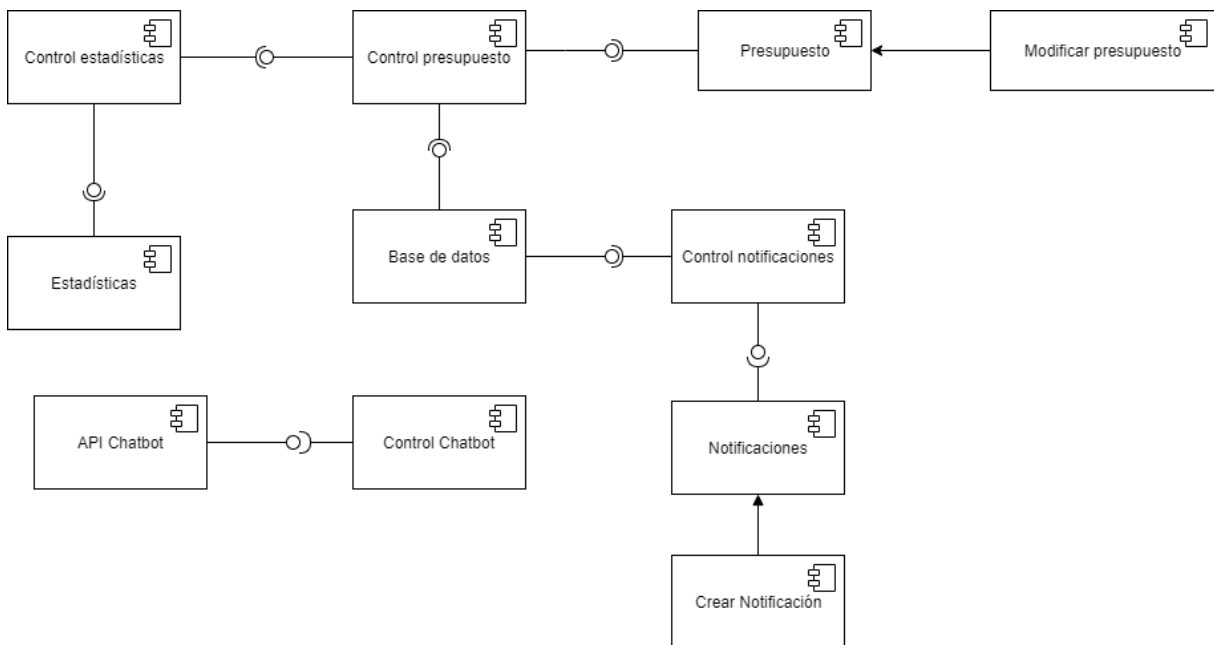 Control estadísticas
Control presupuesto
Presupuesto
Modificar presupuesto
Base de datos
Control notificaciones
Estadísticas
API Chatbot
Control Chatbot
Notificaciones
Crear Notificación